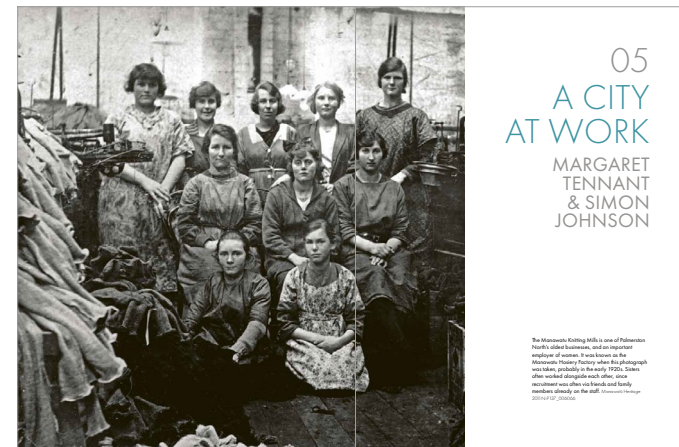 05
A CITY
AT WORK
MARGARET
TENNANT
& SIMON
JOHNSON
The Manawatu Knitting Mills is one of Palmerston
North's oldest businesses, and an important
employer of women. It was known as the
Manawatu Hosiery Factory when this photograph
was taken, probably in the early 1920s. Sisters
often worked alongside each other, since
recruitment was often via friends and family
members already on the staff. Manawatu Heritage